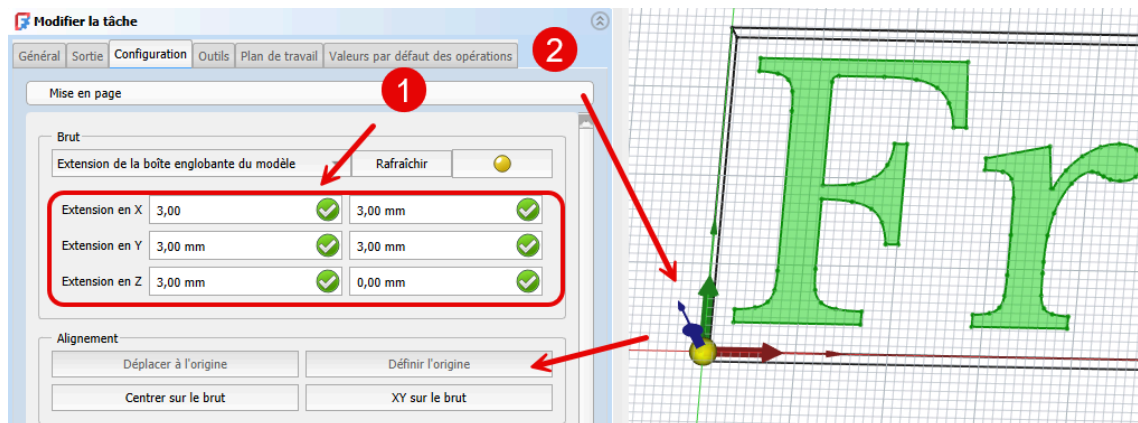 Modifier la tâche
Général Sortie Configuration Outils Plan de travail Valeurs par défaut des opérations
2
1
Mise en page
Brut
Extension de la boîte englobante du modèle Rafraîchir
Extension en X 3,00 3,00 mm
Extension en Y 3,00 mm 3,00 mm
Extension en Z 3,00 mm 0,00 mm
Alignement
Déplacer à l'origine Définir l'origine
Centrer sur le brut XY sur le brut
Fr